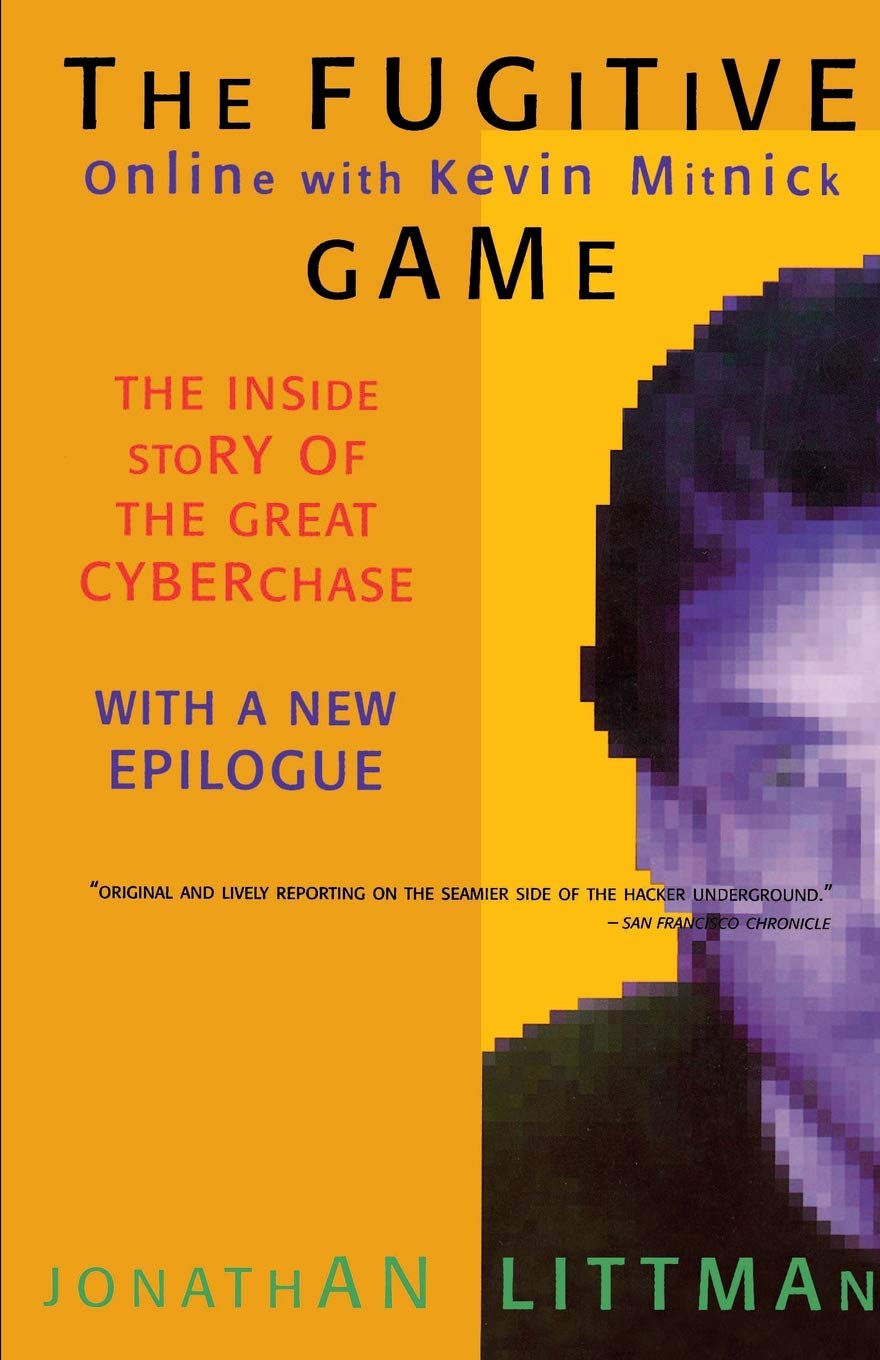 THE FUGiTiVE
Online with Kevin Mitnick
GAME
THE INSiDE
SToRY OF
THE GREAT
CYBERCHASE
WITH A NEW
EPILOGUE
“ORIGINAL AND LIVELY REPORTING ON THE SEAMIER SIDE OF THE HACKER UNDERGROUND.”
– SAN FRANCISCO CHRONICLE
JONATHAN LITTMAN